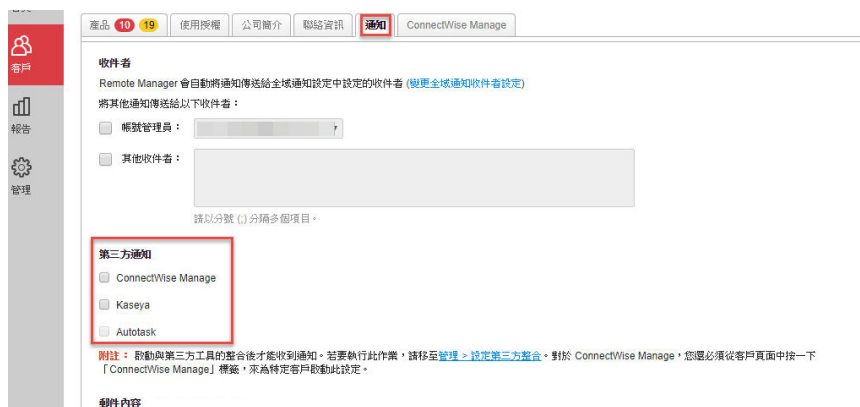 產品 10 19 使用授權 公司簡介 聯絡資訊 通知 ConnectWise Manage
客戶
報告
管理
收件者
Remote Manager 會自動將通知傳送給全域通知設定中設定的收件者 (變更全域通知收件者設定)
將其他通知傳送給以下收件者：
帳號管理員：
其他收件者：
請以分號 (;) 分隔多個項目。
第三方通知
ConnectWise Manage
Kaseya
Autotask
附註： 啟動與第三方工具的整合後才能收到通知。若要執行此作業，請移至管理 > 設定第三方整合。對於 ConnectWise Manage，您還必須從客戶頁面中按一下
「ConnectWise Manage」標籤，來為特定客戶啟動此設定。
郵件內容